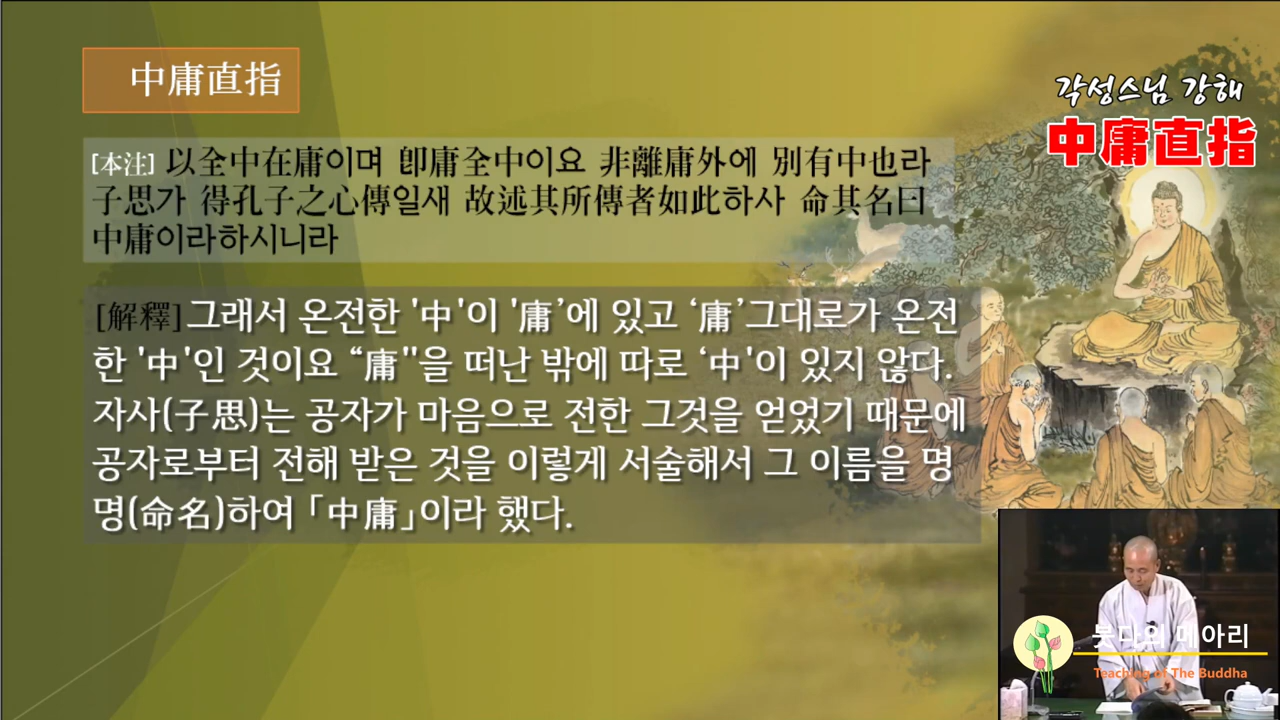 中庸直指
각성스님 강해
中庸直指
[本注] 以全中在庸이며 卽庸全中이요 非離庸外에 別有中也라
子思가 得孔子之心傳일새 故述其所傳者如此하사 命其名曰
中庸이라하시니라
[解釋]그래서 온전한 '中'이 '庸’에 있고 ‘庸’그대로가 온전
한 '中'인 것이요 “庸"을 떠난 밖에 따로 ‘中'이 있지 않다.
자사(子思)는 공자가 마음으로 전한 그것을 얻었기 때문에
공자로부터 전해 받은 것을 이렇게 서술해서 그 이름을 명
명(命名)하여 「中庸」이라 했다.
붓다의 메아리
Teaching of The Buddha